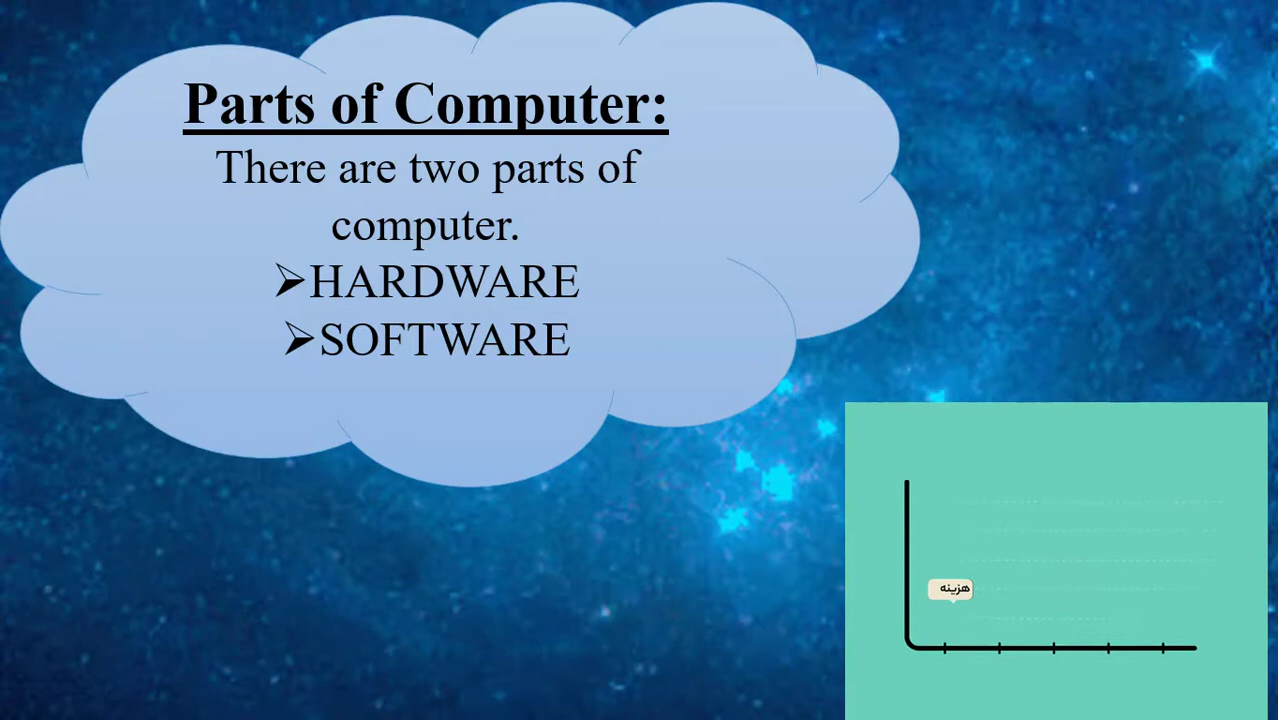 Parts of Computer:
There are two parts of
computer.
➢HARDWARE
➢SOFTWARE
هزینه